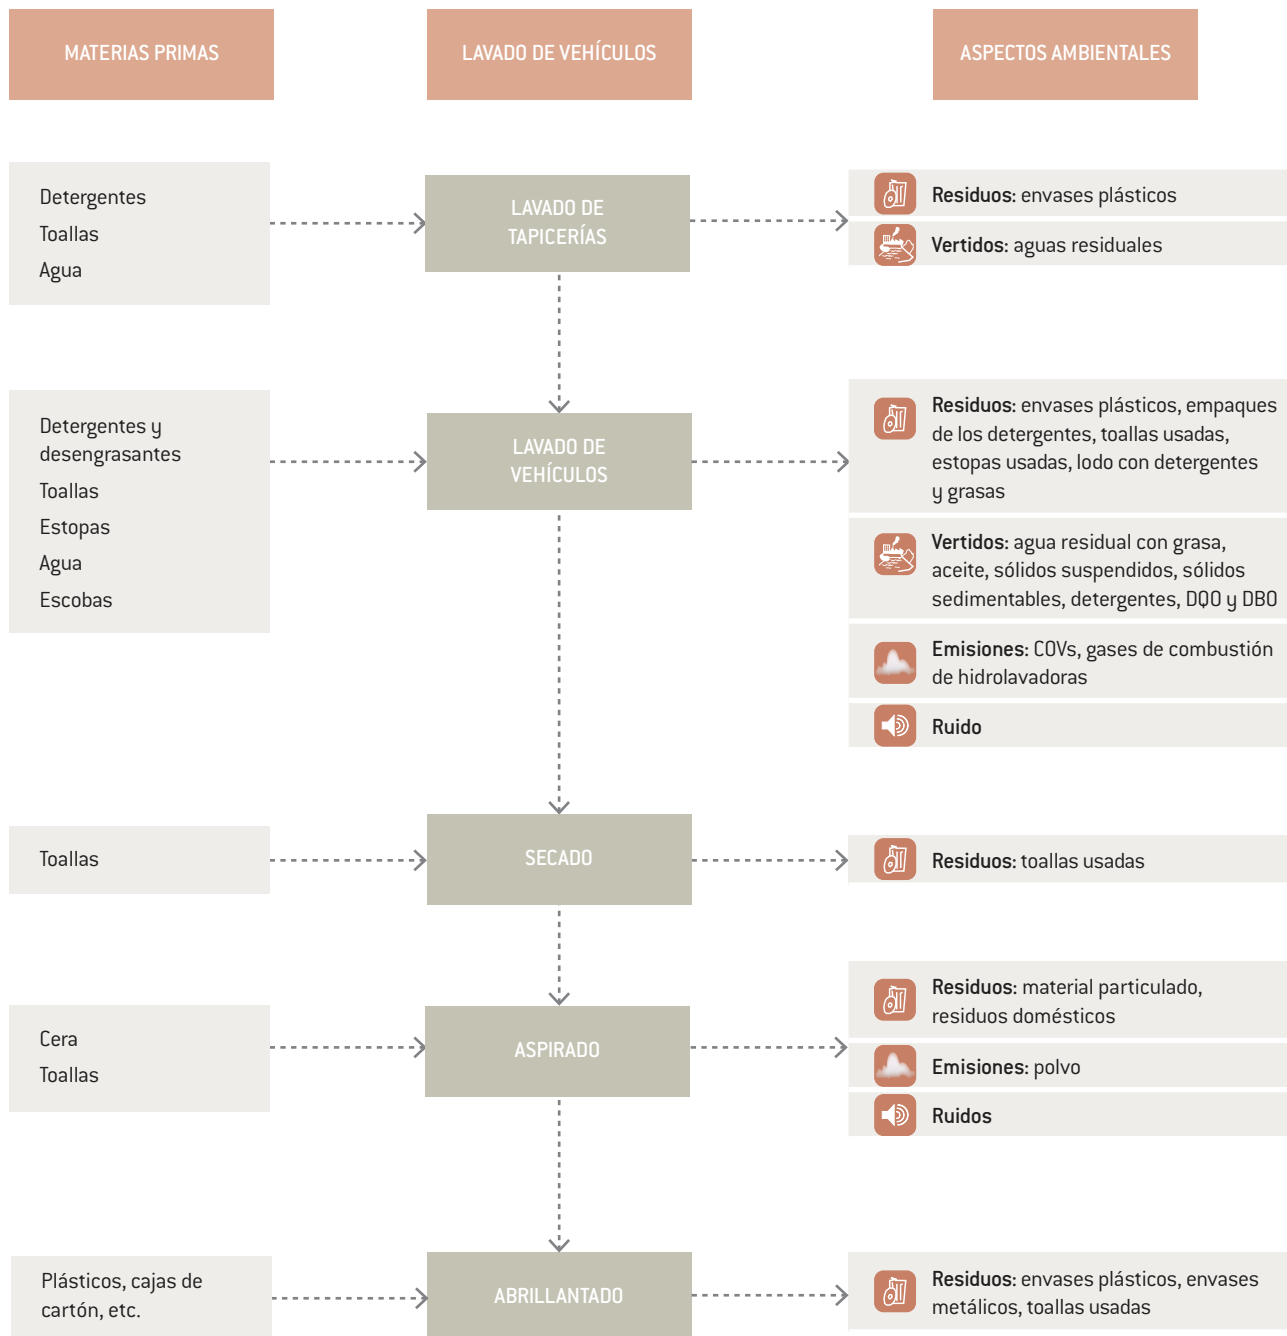 MATERIAS PRIMAS
LAVADO DE VEHÍCULOS
ASPECTOS AMBIENTALES
Detergentes
Toallas
Agua
LAVADO DE
TAPICERÍAS
Residuos: envases plásticos
Vertidos: aguas residuales
Detergentes y
desengrasantes
Toallas
Estopas
Agua
Escobas
LAVADO DE
VEHÍCULOS
Residuos: envases plásticos, empaques
de los detergentes, toallas usadas,
estopas usadas, lodo con detergentes
y grasas
Vertidos: agua residual con grasa,
aceite, sólidos suspendidos, sólidos
sedimentables, detergentes, DQO y DBO
Emisiones: COVs, gases de combustión
de hidrolavadoras
Ruido
Toallas
SECADO
Residuos: toallas usadas
Cera
Toallas
ASPIRADO
Residuos: material particulado,
residuos domésticos
Emisiones: polvo
Ruidos
Plásticos, cajas de
cartón, etc.
ABRILLANTADO
Residuos: envases plásticos, envases
metálicos, toallas usadas